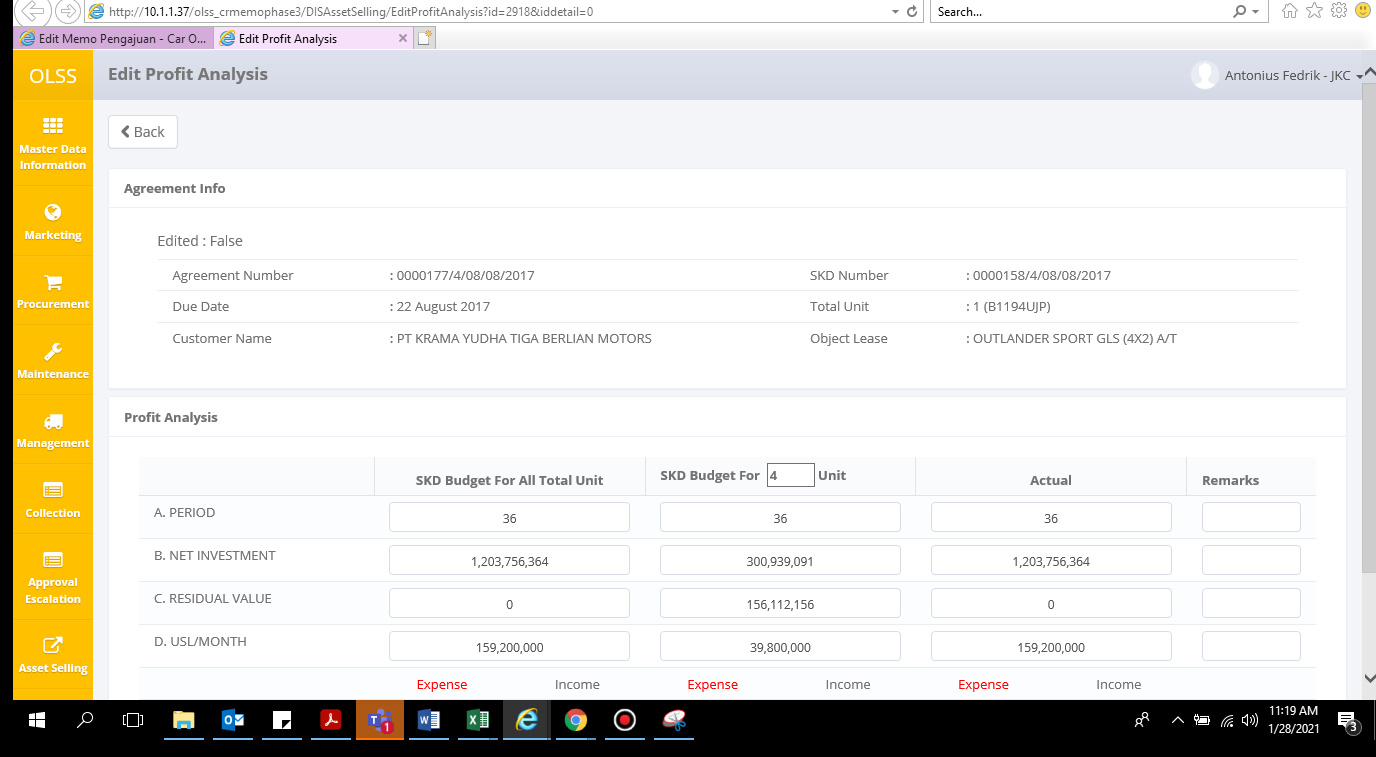 http://10.1.1.37/olss_crmemophase3/DISAssetSelling/EditProfitAnalysis?id=2918&iddetail=0
Search...
Edit Memo Pengajuan - Car O...
Edit Profit Analysis
OLSS
Edit Profit Analysis
Antonius Fedrik - JKC
Back
Master Data
Information
Marketing
Procurement
Maintenance
Management
Collection
Approval
Escalation
Asset Selling
Agreement Info
Edited : False
Agreement Number : 0000177/4/08/08/2017 SKD Number : 0000158/4/08/08/2017
Due Date : 22 August 2017 Total Unit : 1 (B1194UJP)
Customer Name : PT KRAMA YUDHA TIGA BERLIAN MOTORS Object Lease : OUTLANDER SPORT GLS (4X2) A/T
Profit Analysis
SKD Budget For All Total Unit SKD Budget For 4 Unit Actual Remarks
A. PERIOD 36 36 36
B. NET INVESTMENT 1,203,756,364 300,939,091 1,203,756,364
C. RESIDUAL VALUE 0 156,112,156 0
D. USL/MONTH 159,200,000 39,800,000 159,200,000
Expense Income Expense Income Expense Income
11:19 AM
1/28/2021
1
3